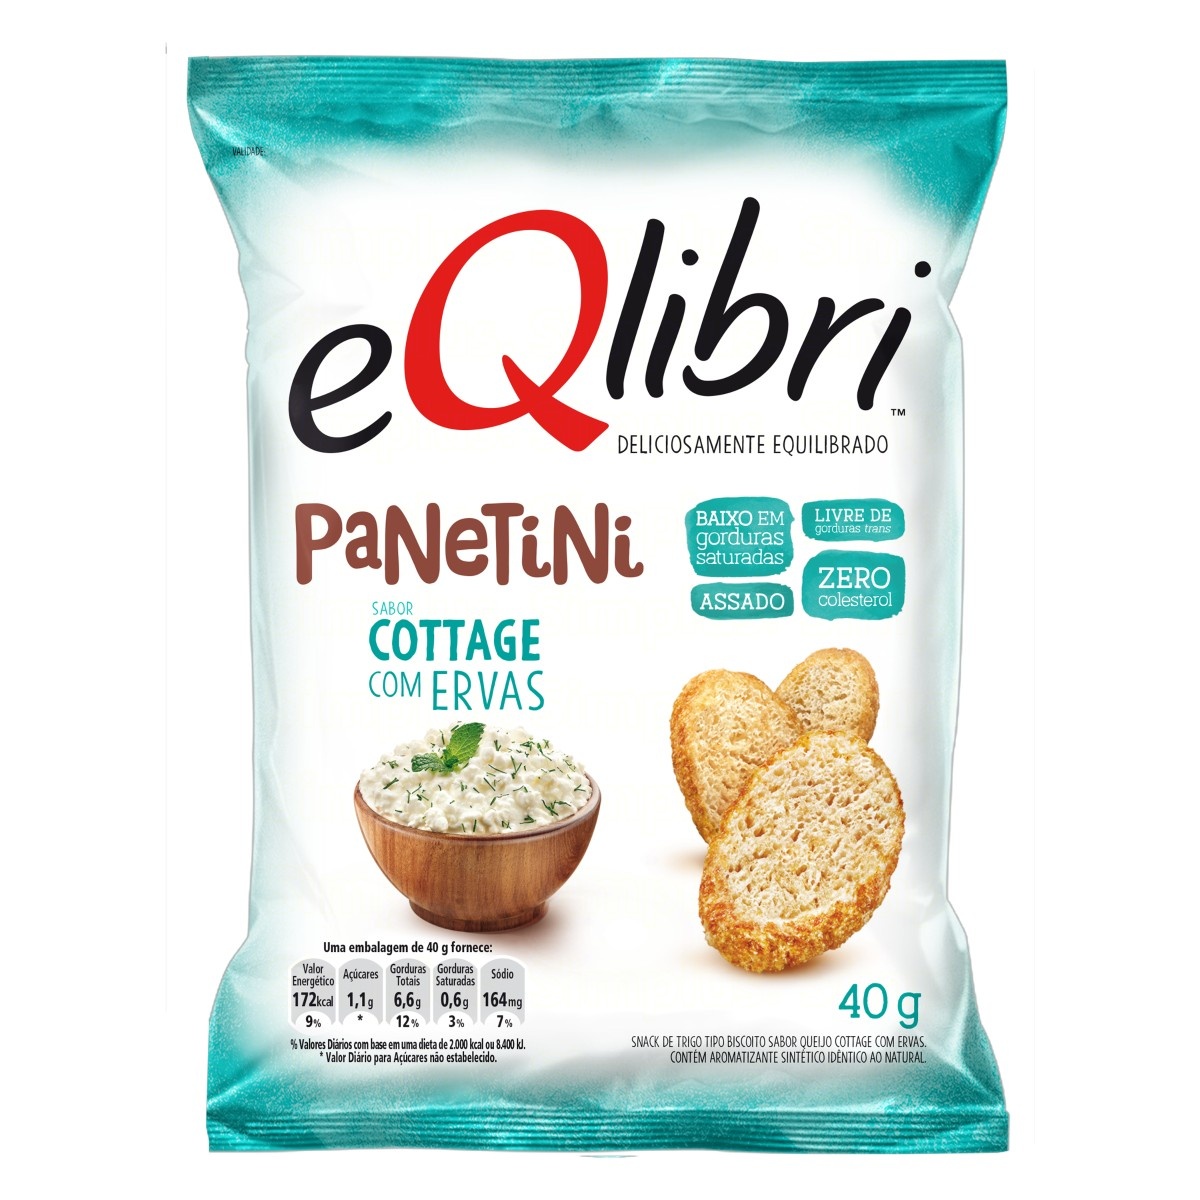 VALIDADE:
eQlibri
™
DELICIOSAMENTE EQUILIBRADO
PaNeTiNi
SABOR
COTTAGE
COM ERVAS
BAIXO EM
gorduras
saturadas
LIVRE DE
gorduras trans
ASSADO
ZERO
colesterol
Uma embalagem de 40 g fornece:
Valor
Energético
172kcal
9%
Açúcares
1,1g
*
Gorduras
Totais
6,6g
12%
Gorduras
Saturadas
0,6g
3%
Sódio
164mg
7%
% Valores Diários com base em uma dieta de 2.000 kcal ou 8.400 kJ.
* Valor Diário para Açúcares não estabelecido.
40 g
SNACK DE TRIGO TIPO BISCOITO SABOR QUEIJO COTTAGE COM ERVAS.
CONTÉM AROMATIZANTE SINTÉTICO IDÊNTICO AO NATURAL.